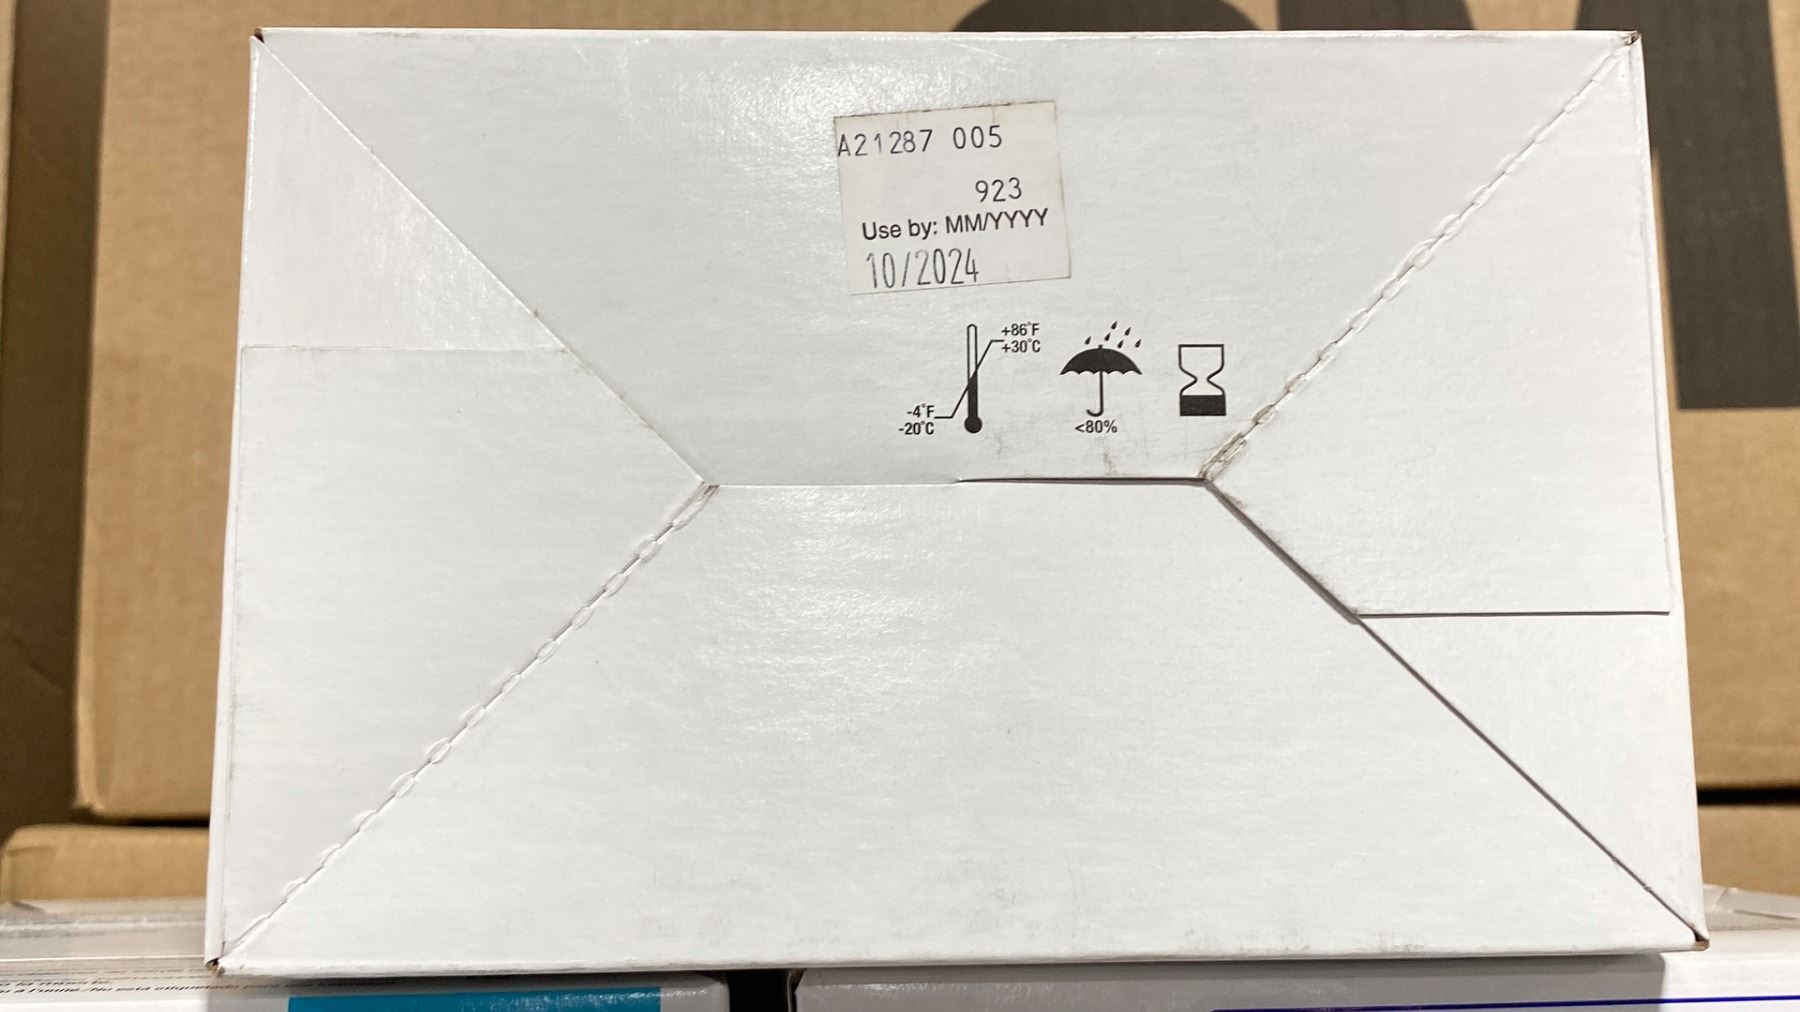 A21287 005
923
Use by: MM/YYYY
10/2024
+86°F
+30°C
-4°F
-20°C
<80%